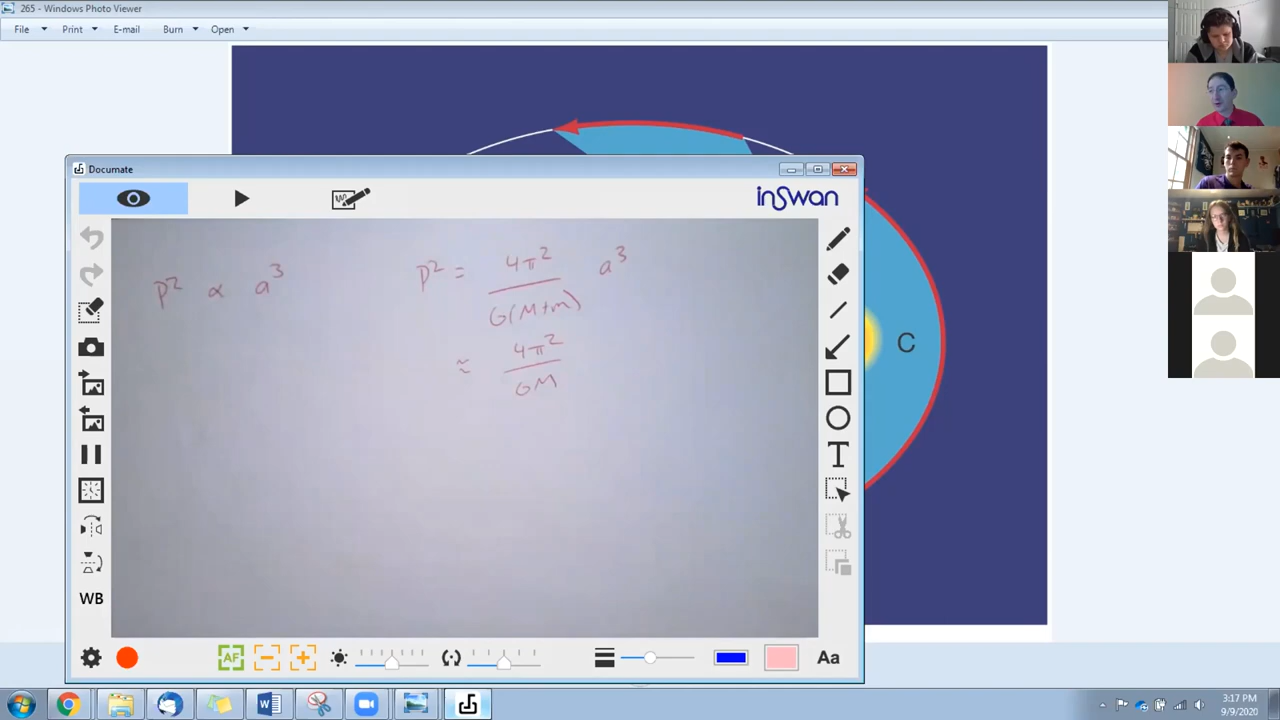 265 - Windows Photo Viewer
File Print E-mail Burn Open
Documate
inSwan
P² ∝ a³
P² = 4π² / G(M+m) a³
≈ 4π² / GM
C
T
WB
AF
Aa
W
3:17 PM
9/9/2020